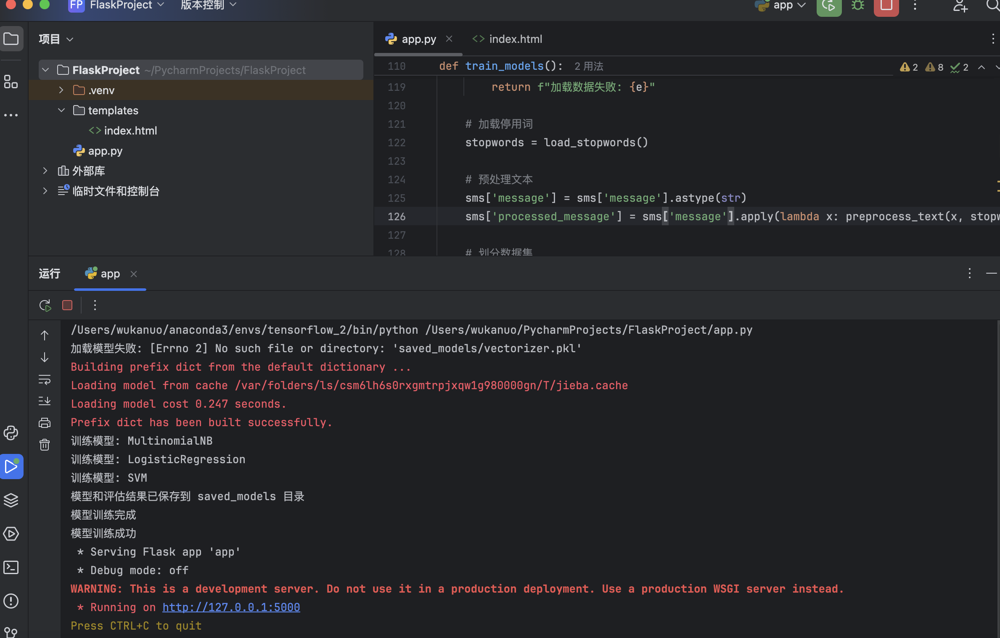 FP FlaskProject 版本控制 app
项目
FlaskProject ~/PycharmProjects/FlaskProject
.venv
templates
index.html
app.py
外部库
临时文件和控制台
app.py index.html
110 def train_models(): 2 用法
2 8 2
119 return f"加载数据失败: {e}"
120
121 # 加载停用词
122 stopwords = load_stopwords()
123
124 # 预处理文本
125 sms['message'] = sms['message'].astype(str)
126 sms['processed_message'] = sms['message'].apply(lambda x: preprocess_text(x, stopw
127
128 # 划分数据集
运行 app
/Users/wukanuo/anaconda3/envs/tensorflow_2/bin/python /Users/wukanuo/PycharmProjects/FlaskProject/app.py
加载模型失败: [Errno 2] No such file or directory: 'saved_models/vectorizer.pkl'
Building prefix dict from the default dictionary ...
Loading model from cache /var/folders/ls/csm6lh6s0rxgmtrpjxqw1g980000gn/T/jieba.cache
Loading model cost 0.247 seconds.
Prefix dict has been built successfully.
训练模型: MultinomialNB
训练模型: LogisticRegression
训练模型: SVM
模型和评估结果已保存到 saved_models 目录
模型训练完成
模型训练成功
* Serving Flask app 'app'
* Debug mode: off
WARNING: This is a development server. Do not use it in a production deployment. Use a production WSGI server instead.
* Running on http://127.0.0.1:5000
Press CTRL+C to quit